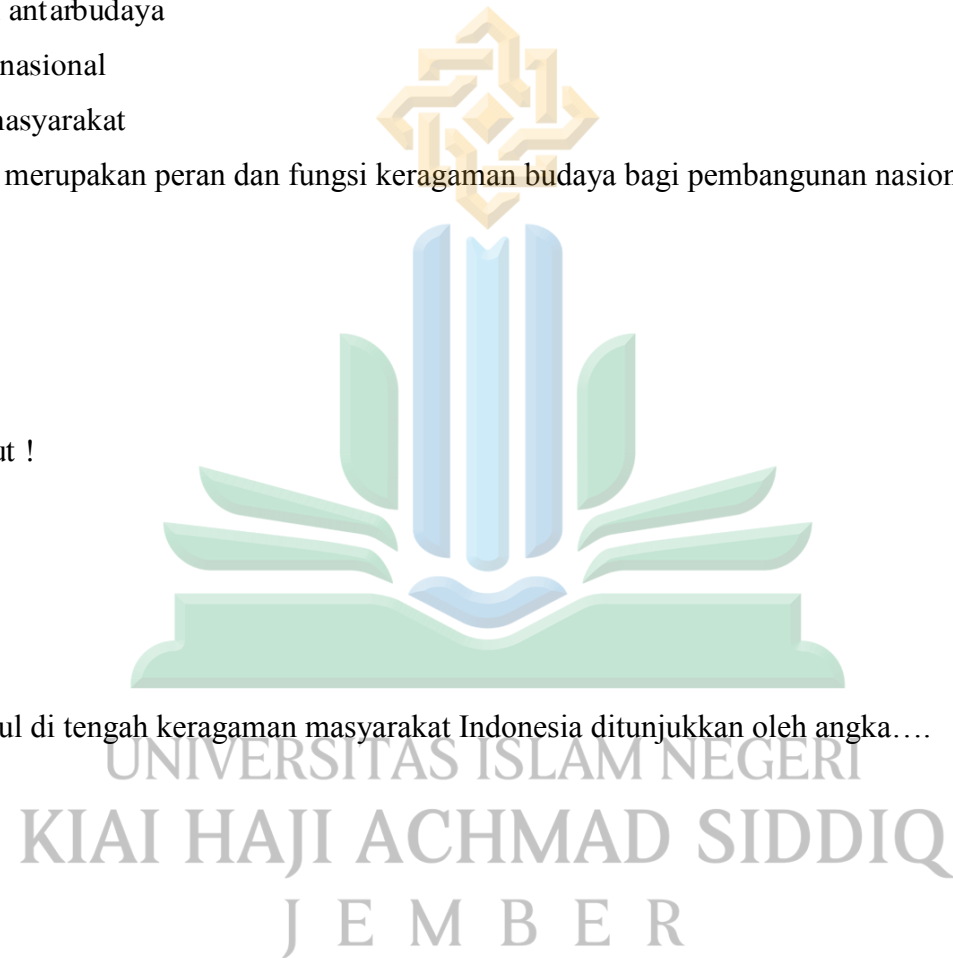 antarbudaya
nasional
masyarakat
merupakan peran dan fungsi keragaman budaya bagi pembangunan
ut !
ul di tengah keragaman masyarakat Indonesia ditunjukkan oleh angka….
UNIVERSITAS ISLAM NEGERI
KIAI HAJI ACHMAD SIDDIQ
JEMBER